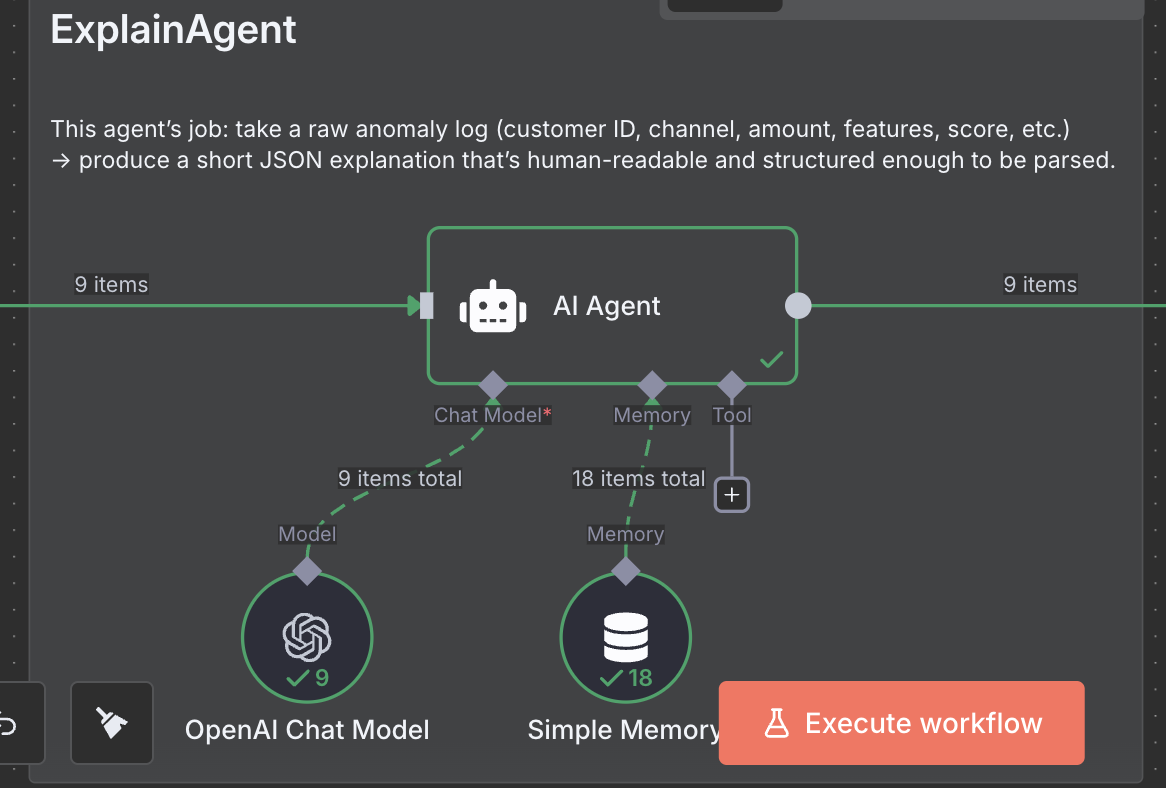 ExplainAgent
This agent’s job: take a raw anomaly log (customer ID, channel, amount, features, score, etc.)
→ produce a short JSON explanation that’s human-readable and structured enough to be parsed.
9 items
AI Agent
9 items
Chat Model*
Memory
Tool
9 items total
18 items total
+
Model
Memory
9
18
OpenAI Chat Model
Simple Memory
Execute workflow